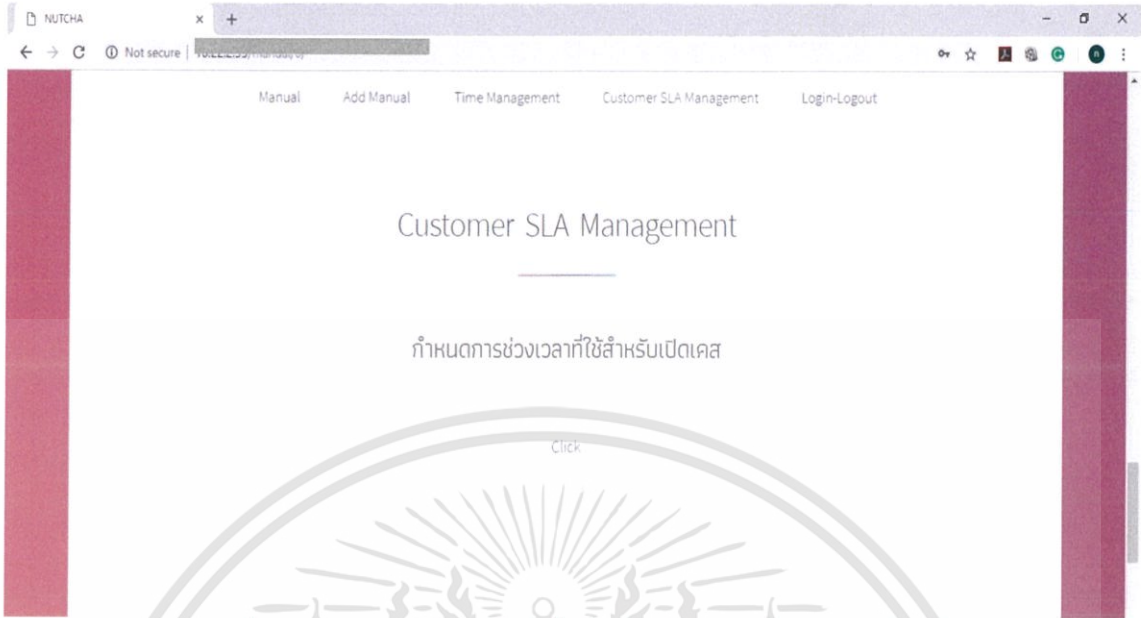 NUTCHA
Not secure
Manual Add Manual Time Management Customer SLA Management Login-Logout
Customer SLA Management
กำหนดการช่วงเวลาที่ใช้สำหรับเปิดเคส
Click